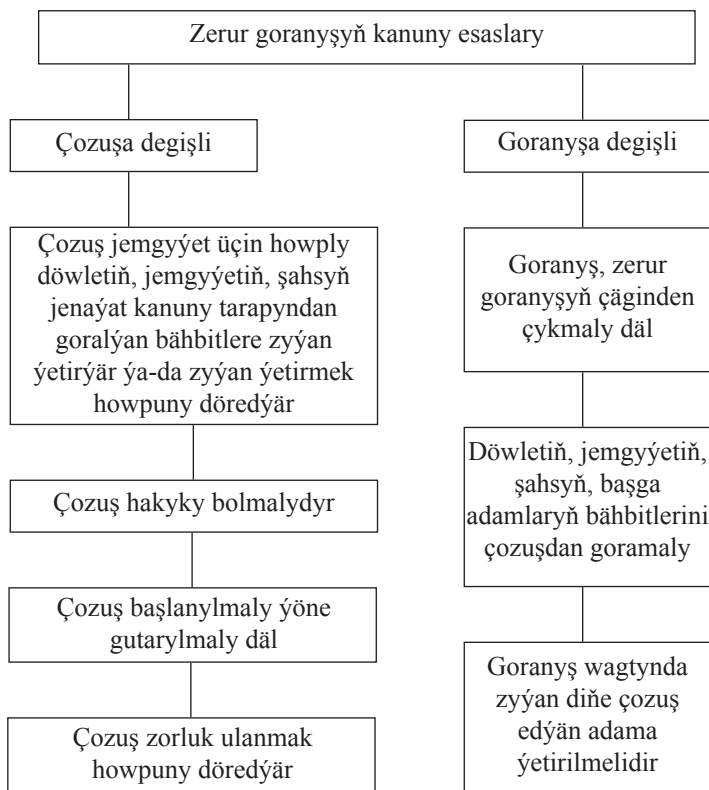 Zerur goranyşyň kanuny esaslary
Çozuşa degişli
Çozuş jemgyýet üçin howply
döwletiň, jemgyýetiň, şahsyň
jenaýat kanuny tarapyndan
goralýan bähbitlere zyýan
ýetirýär ýa-da zyýan ýetirmek
howpuny döredýär
Çozuş hakyky bolmalydyr
Çozuş başlanylmaly ýöne
gutarylmaly däl
Çozuş zorluk ulanmak
howpuny döredýär
Goranyşa degişli
Goranyş, zerur
goranyşyň çäginden
çykmaly däl
Döwletiň, jemgyýetiň,
şahsyň, başga
adamlaryň bähbitlerini
çozuşdan goramaly
Goranyş wagtynda
zyýan diňe çozuş
edýän adama
ýetirilmelidir